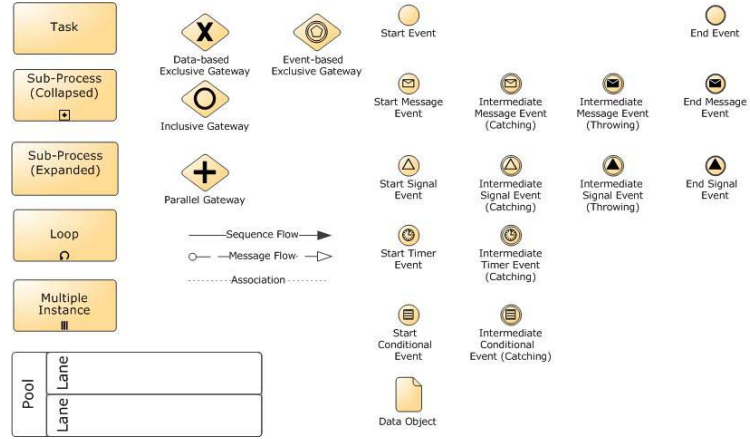 Task
Data-based
Exclusive Gateway
Event-based
Exclusive Gateway
Start Event
End Event
Sub-Process
(Collapsed)
Inclusive Gateway
Start Message
Event
Intermediate
Message Event
(Catching)
Intermediate
Message Event
(Throwing)
End Message
Event
Sub-Process
(Expanded)
Parallel Gateway
Start Signal
Event
Intermediate
Signal Event
(Catching)
Intermediate
Signal Event
(Throwing)
End Signal
Event
Loop
Sequence Flow
Message Flow
Association
Start Timer
Event
Intermediate
Timer Event
(Catching)
Multiple
Instance
Start
Conditional
Event
Intermediate
Conditional
Event (Catching)
Pool
Lane
Lane
Data Object